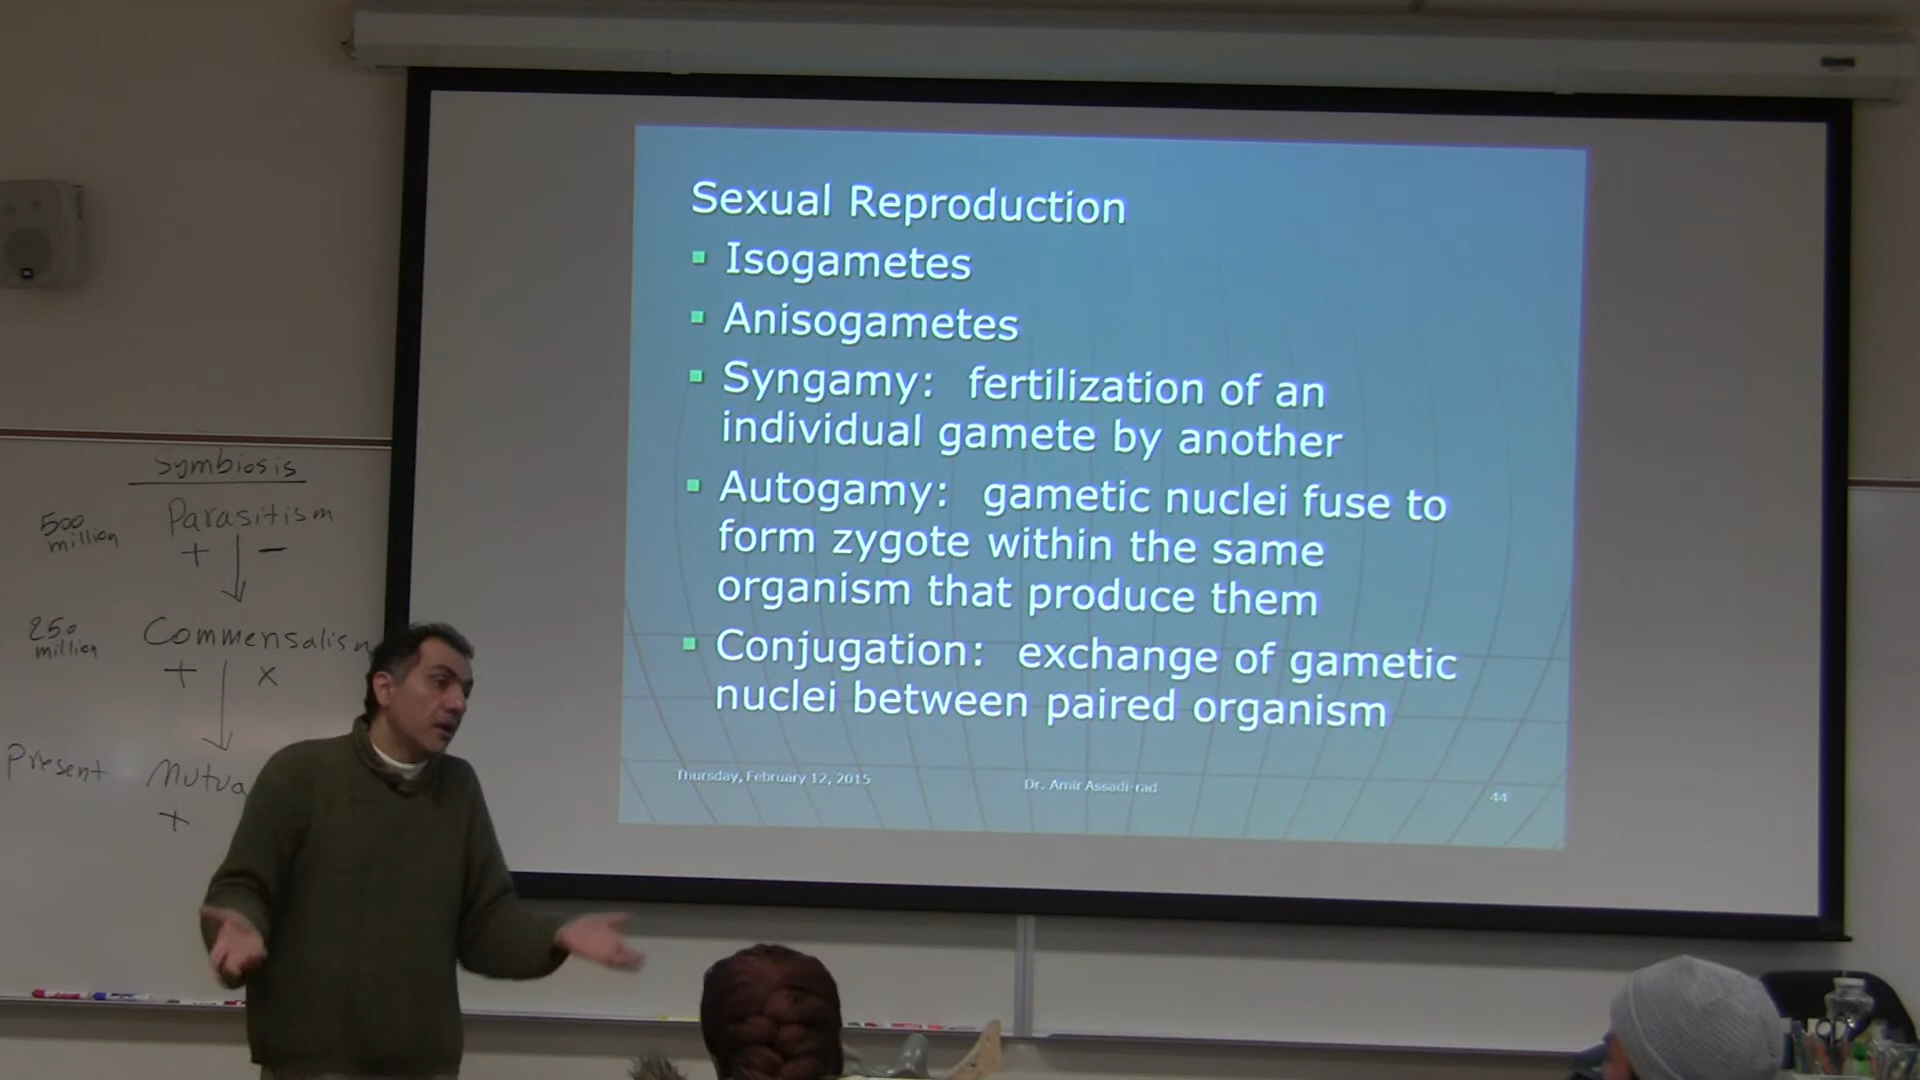 Sexual Reproduction
Isogametes
Anisogametes
Syngamy: fertilization of an
individual gamete by another
Autogamy: gametic nuclei fuse to
form zygote within the same
organism that produce them
Conjugation: exchange of gametic
nuclei between paired organism
Thursday, February 12, 2015
Dr. Amir Assadi-rad
44
Symbiosis
500
million
Parasitism
+ −
250
million
Commensalism
+ x
Present
Mutua
+